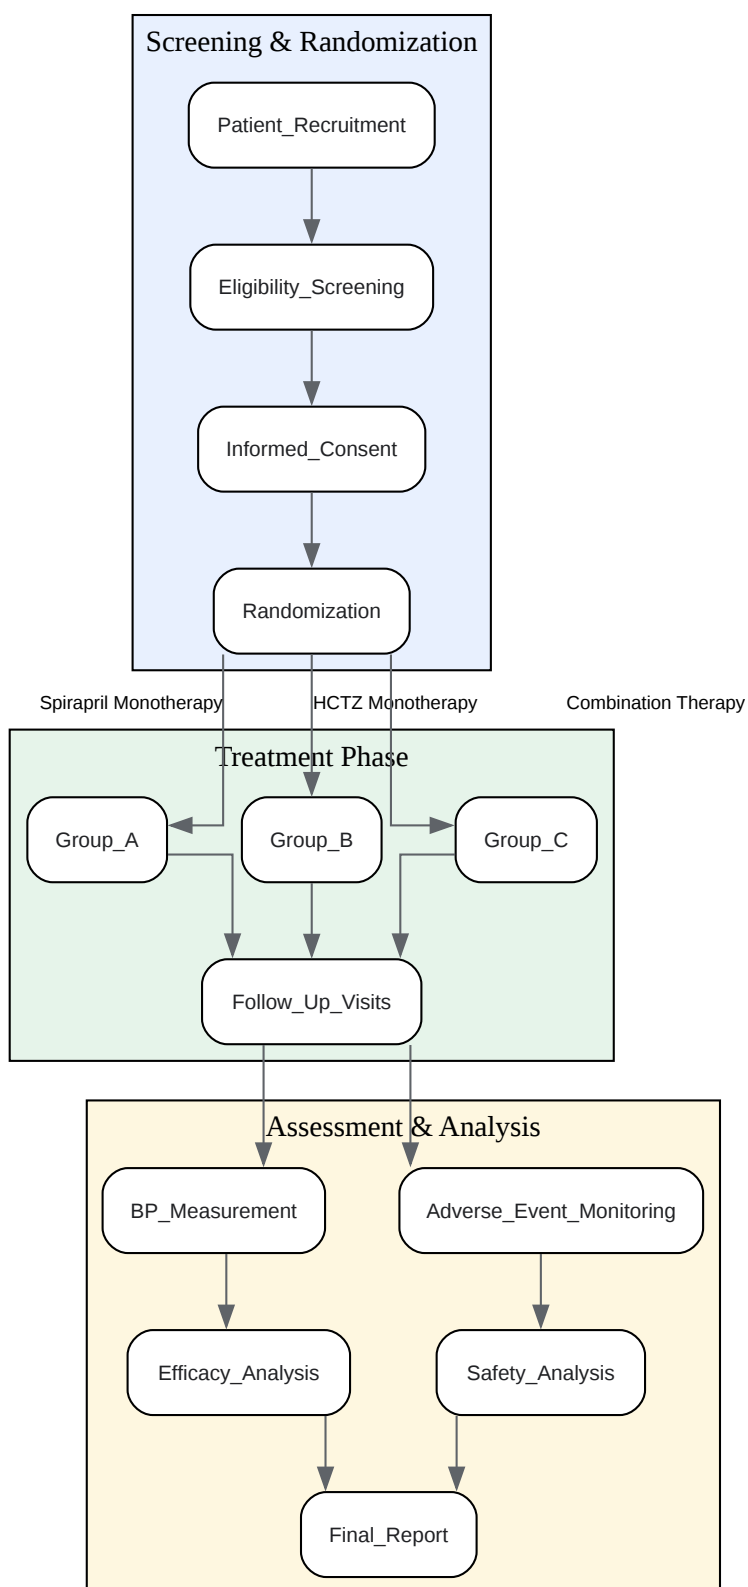 Screening & Randomization
Patient_Recruitment
Eligibility_Screening
Informed_Consent
Randomization
Spirapril Monotherapy
HCTZ Monotherapy
Combination Therapy
Treatment Phase
Group_A
Group_B
Group_C
Follow_Up_Visits
Assessment & Analysis
BP_Measurement
Adverse_Event_Monitoring
Efficacy_Analysis
Safety_Analysis
Final_Report